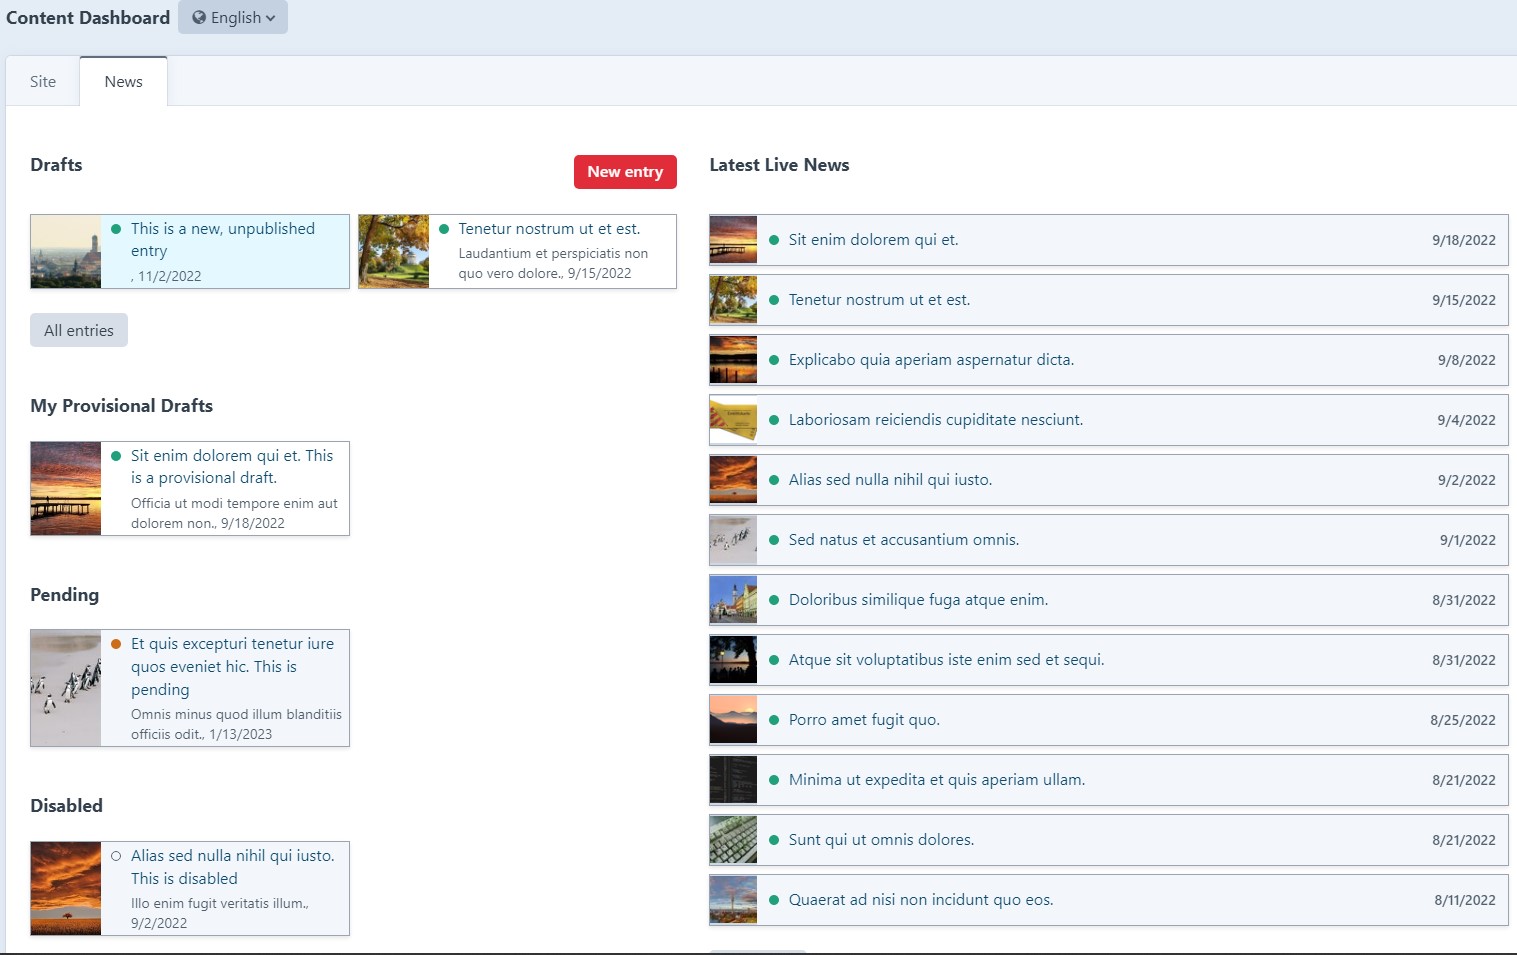 Content Dashboard
English
Site
News
Drafts
New entry
This is a new, unpublished
entry
, 11/2/2022
Tenetur nostrum ut et est.
Laudantium et perspiciatis non
quo vero dolore., 9/15/2022
All entries
My Provisional Drafts
Sit enim dolorem qui et. This
is a provisional draft.
Officia ut modi tempore enim aut
dolorem non., 9/18/2022
Pending
Et quis excepturi tenetur iure
quos eveniet hic. This is
pending
Omnis minus quod illum blanditiis
officiis odit., 1/13/2023
Disabled
Alias sed nulla nihil qui iusto.
This is disabled
Illo enim fugit veritatis illum.,
9/2/2022
Latest Live News
Sit enim dolorem qui et. 9/18/2022
Tenetur nostrum ut et est. 9/15/2022
Explicabo quia aperiam aspernatur dicta. 9/8/2022
Laboriosam reiciendis cupiditate nesciunt. 9/4/2022
Alias sed nulla nihil qui iusto. 9/2/2022
Sed natus et accusantium omnis. 9/1/2022
Doloribus similique fuga atque enim. 8/31/2022
Atque sit voluptatibus iste enim sed et sequi. 8/31/2022
Porro amet fugit quo. 8/25/2022
Minima ut expedita et quis aperiam ullam. 8/21/2022
Sunt qui ut omnis dolores. 8/21/2022
Quaerat ad nisi non incidunt quo eos. 8/11/2022